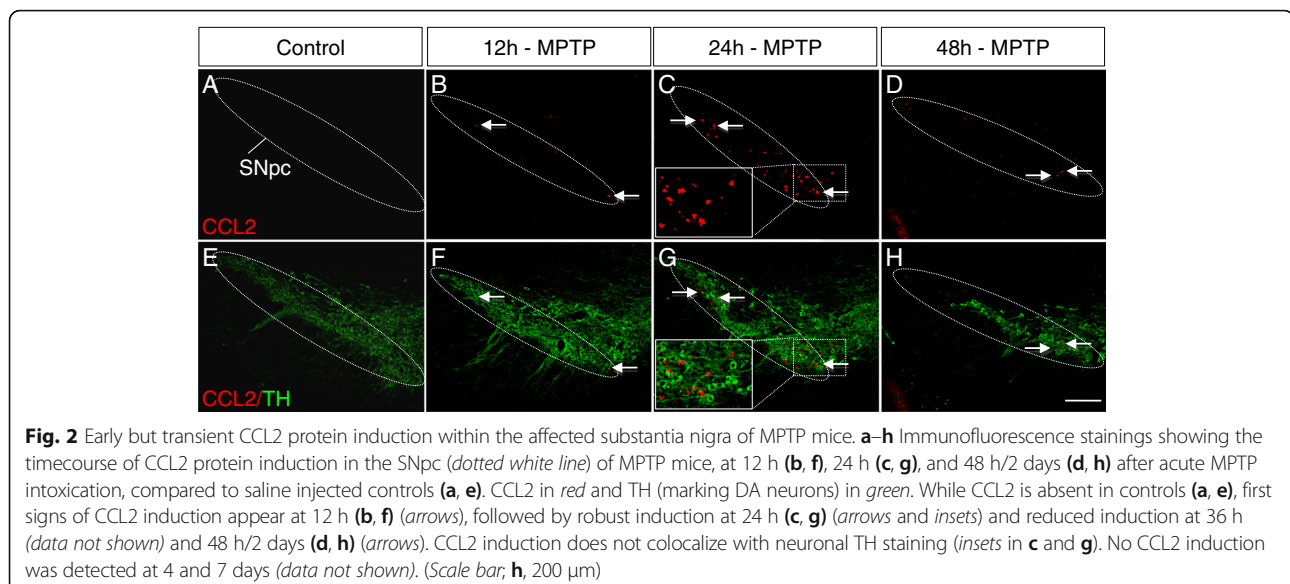 Control
12h - MPTP
24h - MPTP
48h - MPTP
A
B
C
D
SNpc
CCL2
E
F
G
H
CCL2/TH
Fig. 2 Early but transient CCL2 protein induction within the affected substantia nigra of MPTP mice. a–h Immunofluorescence stainings showing the
timecourse of CCL2 protein induction in the SNpc (dotted white line) of MPTP mice, at 12 h (b, f), 24 h (c, g), and 48 h/2 days (d, h) after acute MPTP
intoxication, compared to saline injected controls (a, e). CCL2 in red and TH (marking DA neurons) in green. While CCL2 is absent in controls (a, e), first
signs of CCL2 induction appear at 12 h (b, f) (arrows), followed by robust induction at 24 h (c, g) (arrows and insets) and reduced induction at 36 h
(data not shown) and 48 h/2 days (d, h) (arrows). CCL2 induction does not colocalize with neuronal TH staining (insets in c and g). No CCL2 induction
was detected at 4 and 7 days (data not shown). (Scale bar; h, 200 μm)